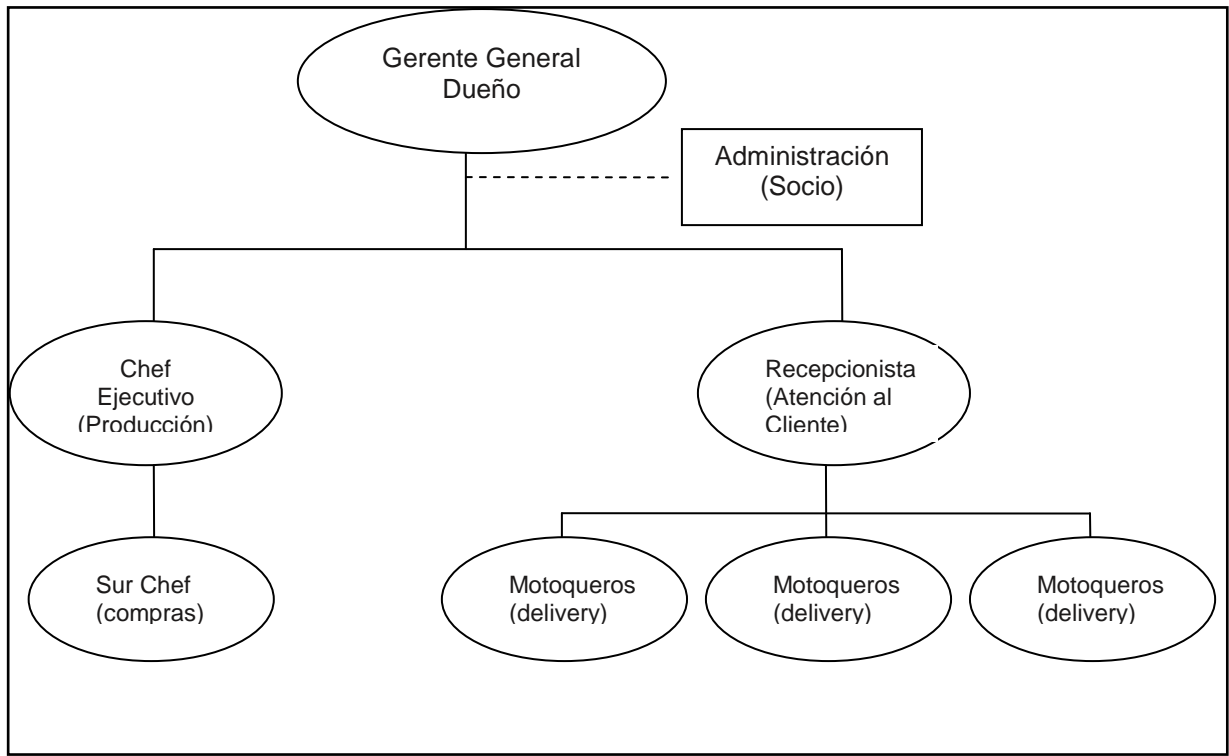 Gerente General
Dueño
Administración
(Socio)
Chef
Ejecutivo
(Producción)
Recepcionista
(Atención al
Cliente)
Sur Chef
(compras)
Motoqueros
(delivery)
Motoqueros
(delivery)
Motoqueros
(delivery)